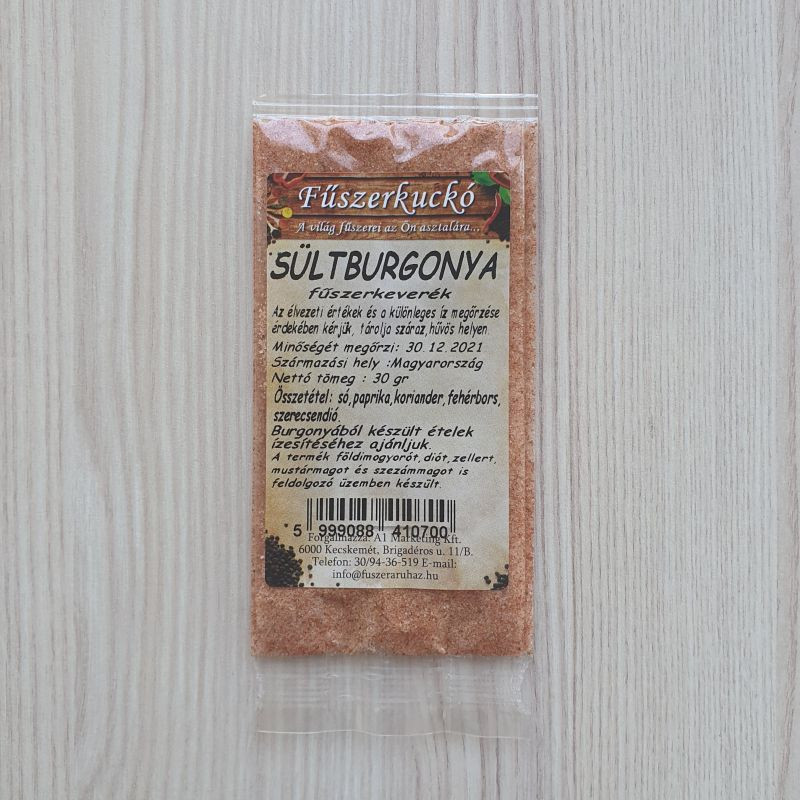 Fűszerkuckó
A világ fűszerei az Ön asztalára...
SÜLTBURGONYA
fűszerkeverék
Az élvezeti értékek és a különleges íz megőrzése
érdekében kérjük, tárolja száraz,hűvös helyen.
Minőségét megőrzi: 30.12.2021
Származási hely :Magyarország
Nettó tömeg : 30 gr
Összetétel: só,paprika,koriander,fehérbors,
szerecsendió.
Burgonyából készült ételek
ízesítéséhez ajánljuk.
A termék földimogyorót,diót,zellert,
mustármagot és szezámmagot is
feldolgozó üzemben készült.
5 999088 410700
Forgalmazza: A1 Marketing Kft.
6000 Kecskemét, Brigadéros u. 11/B.
Telefon: 30/94-36-519 E-mail:
info@fuszeraruhaz.hu